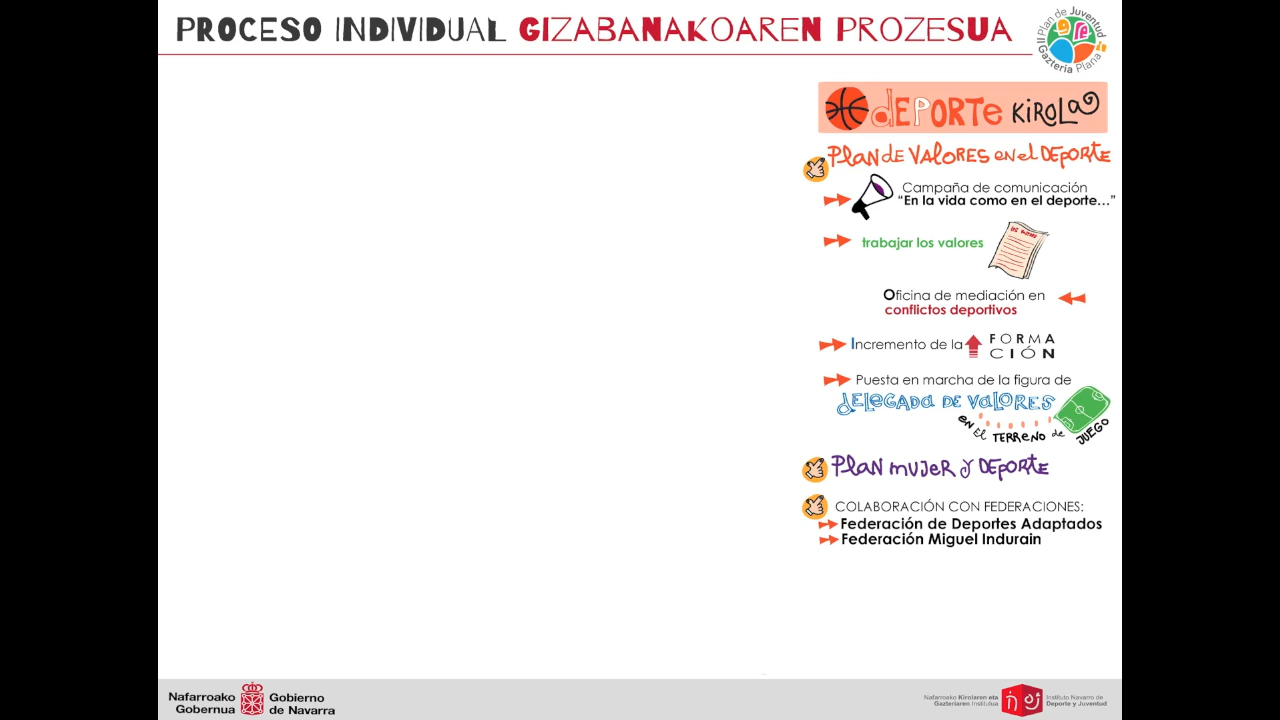 PROCESO INDIVIDUAL GIZABANAKOAREN PROZESUA
II Plan de Juventud
Gazteria Plana
DEPORTE KIROLA
PLAN DE VALORES en el DEPORTE
Campaña de comunicación
“En la vida como en el deporte...”
trabajar los valores
Oficina de mediación en
conflictos deportivos
Incremento de la FORMA
CIÓN
Puesta en marcha de la figura de
DELEGADA DE VALORES
EN El TERRENO de JUEGO
PLAN MUJER y DEPORTE
COLABORACIÓN CON FEDERACIONES:
Federación de Deportes Adaptados
Federación Miguel Indurain
Nafarroako
Gobernua
Gobierno
de Navarra
Nafarroako Kirolaren eta
Gazteriaren Institutua
Instituto Navarro de
Deporte y Juventud